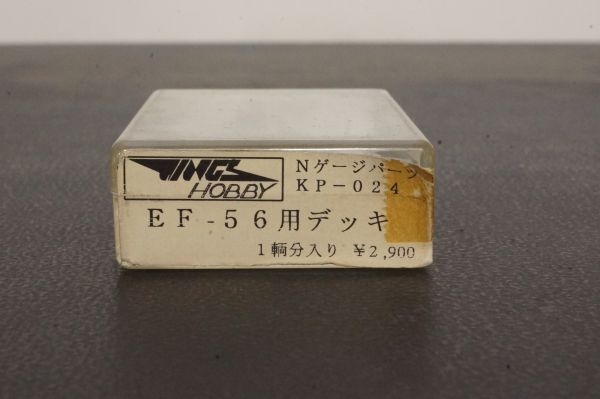 WINGS HOBBY
Nゲージパーツ
KP-024
EF-56用デッキ
1輌分入り ¥2,900